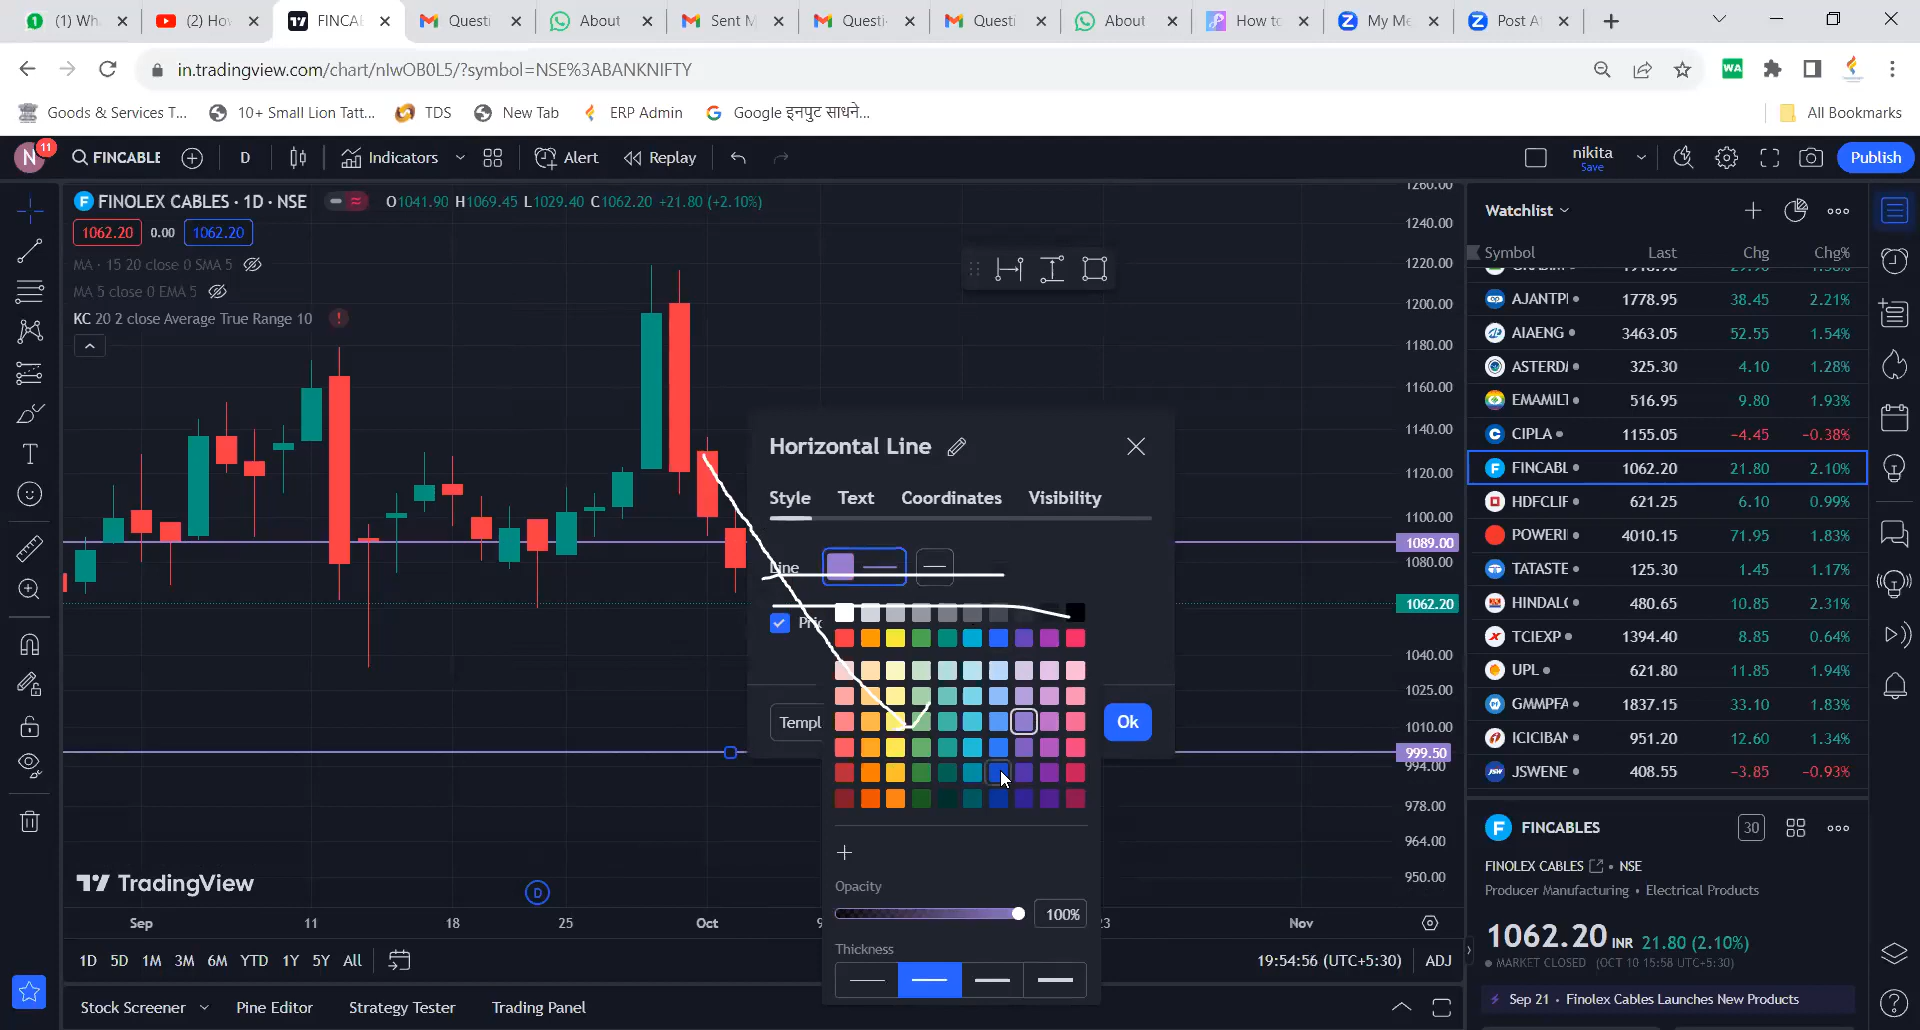 (1) Wh
(2) Ho
FINCAE
Questi
About
Sent M
Questi
Questi
About
How to
My Me
Post A
in.tradingview.com/chart/nIwOB0L5/?symbol=NSE%3ABANKNIFTY
WA
Goods & Services T...
10+ Small Lion Tatt...
TDS
New Tab
ERP Admin
Google इनपुट साधने...
All Bookmarks
N
11
FINCABLE
D
Indicators
Alert
Replay
nikita
Save
Publish
FINOLEX CABLES · 1D · NSE
O1041.90 H1069.45 L1029.40 C1062.20 +21.80 (+2.10%)
1062.20
0.00
1062.20
MA · 15 20 close 0 SMA 5
MA 5 close 0 EMA 5
KC 20 2 close Average True Range 10
1260.00
1240.00
1220.00
1200.00
1180.00
1160.00
1140.00
1120.00
1100.00
1089.00
1080.00
1062.20
1040.00
1025.00
1010.00
999.50
994.00
978.00
964.00
950.00
Horizontal Line
Style
Text
Coordinates
Visibility
Line
Pric
Templ
Ok
Opacity
100%
Thickness
TradingView
D
Sep
11
18
25
Oct
9
23
Nov
1D 5D 1M 3M 6M YTD 1Y 5Y All
19:54:56 (UTC+5:30)
ADJ
Stock Screener
Pine Editor
Strategy Tester
Trading Panel
Watchlist
Symbol Last Chg Chg%
AJANTPI 1778.95 38.45 2.21%
AIAENG 3463.05 52.55 1.54%
ASTERD 325.30 4.10 1.28%
EMAMILT 516.95 9.80 1.93%
CIPLA 1155.05 −4.45 −0.38%
FINCABL 1062.20 21.80 2.10%
HDFCLIF 621.25 6.10 0.99%
POWERI 4010.15 71.95 1.83%
TATASTE 125.30 1.45 1.17%
HINDALC 480.65 10.85 2.31%
TCIEXP 1394.40 8.85 0.64%
UPL 621.80 11.85 1.94%
GMMPFA 1837.15 33.10 1.83%
ICICIBAN 951.20 12.60 1.34%
JSWENE 408.55 −3.85 −0.93%
FINCABLES
30
FINOLEX CABLES · NSE
Producer Manufacturing · Electrical Products
1062.20 INR 21.80 (2.10%)
MARKET CLOSED (OCT 10 15:58 UTC+5:30)
Sep 21 · Finolex Cables Launches New Products